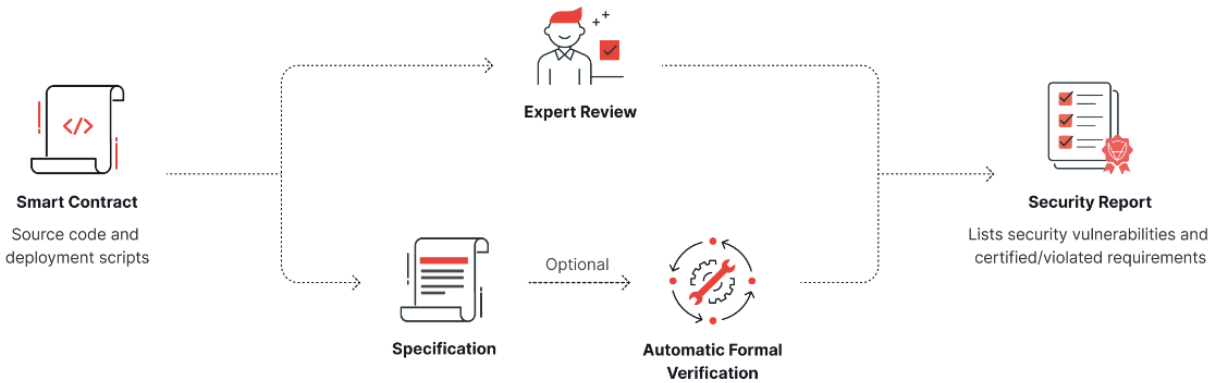 </>
Expert Review
Smart Contract
Source code and
deployment scripts
Security Report
Lists security vulnerabilities and
certified/violated requirements
Optional
Specification
Automatic Formal
Verification